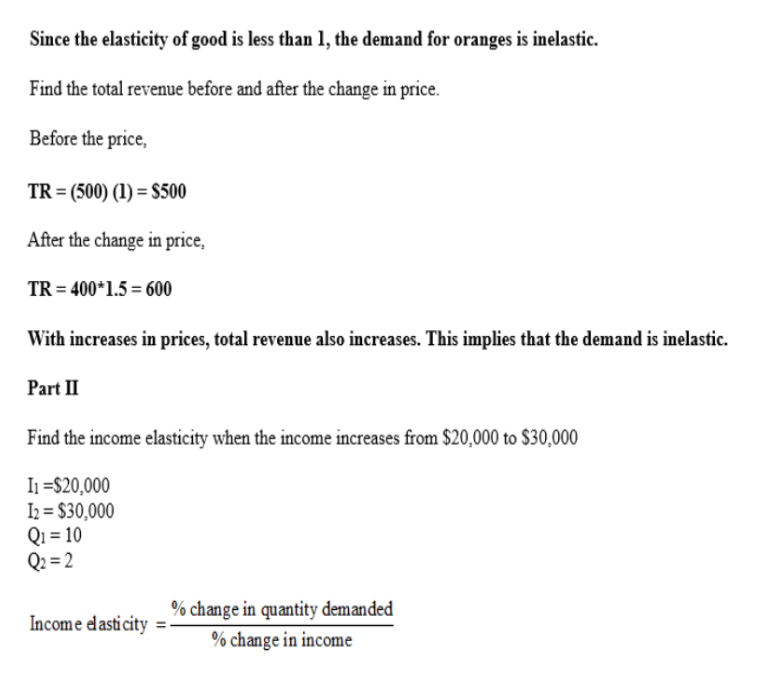 Since the elasticity of good is less than 1, the demand for oranges is inelastic.
Find the total revenue before and after the change in price.
Before the price,
TR = (500) (1) = $500
After the change in price,
TR = 400*1.5 = 600
With increases in prices, total revenue also increases. This implies that the demand is inelastic.
Part II
Find the income elasticity when the income increases from $20,000 to $30,000
I₁ =$20,000
I₂ = $30,000
Q₁ = 10
Q₂ = 2
Income elasticity = % change in quantity demanded
% change in income